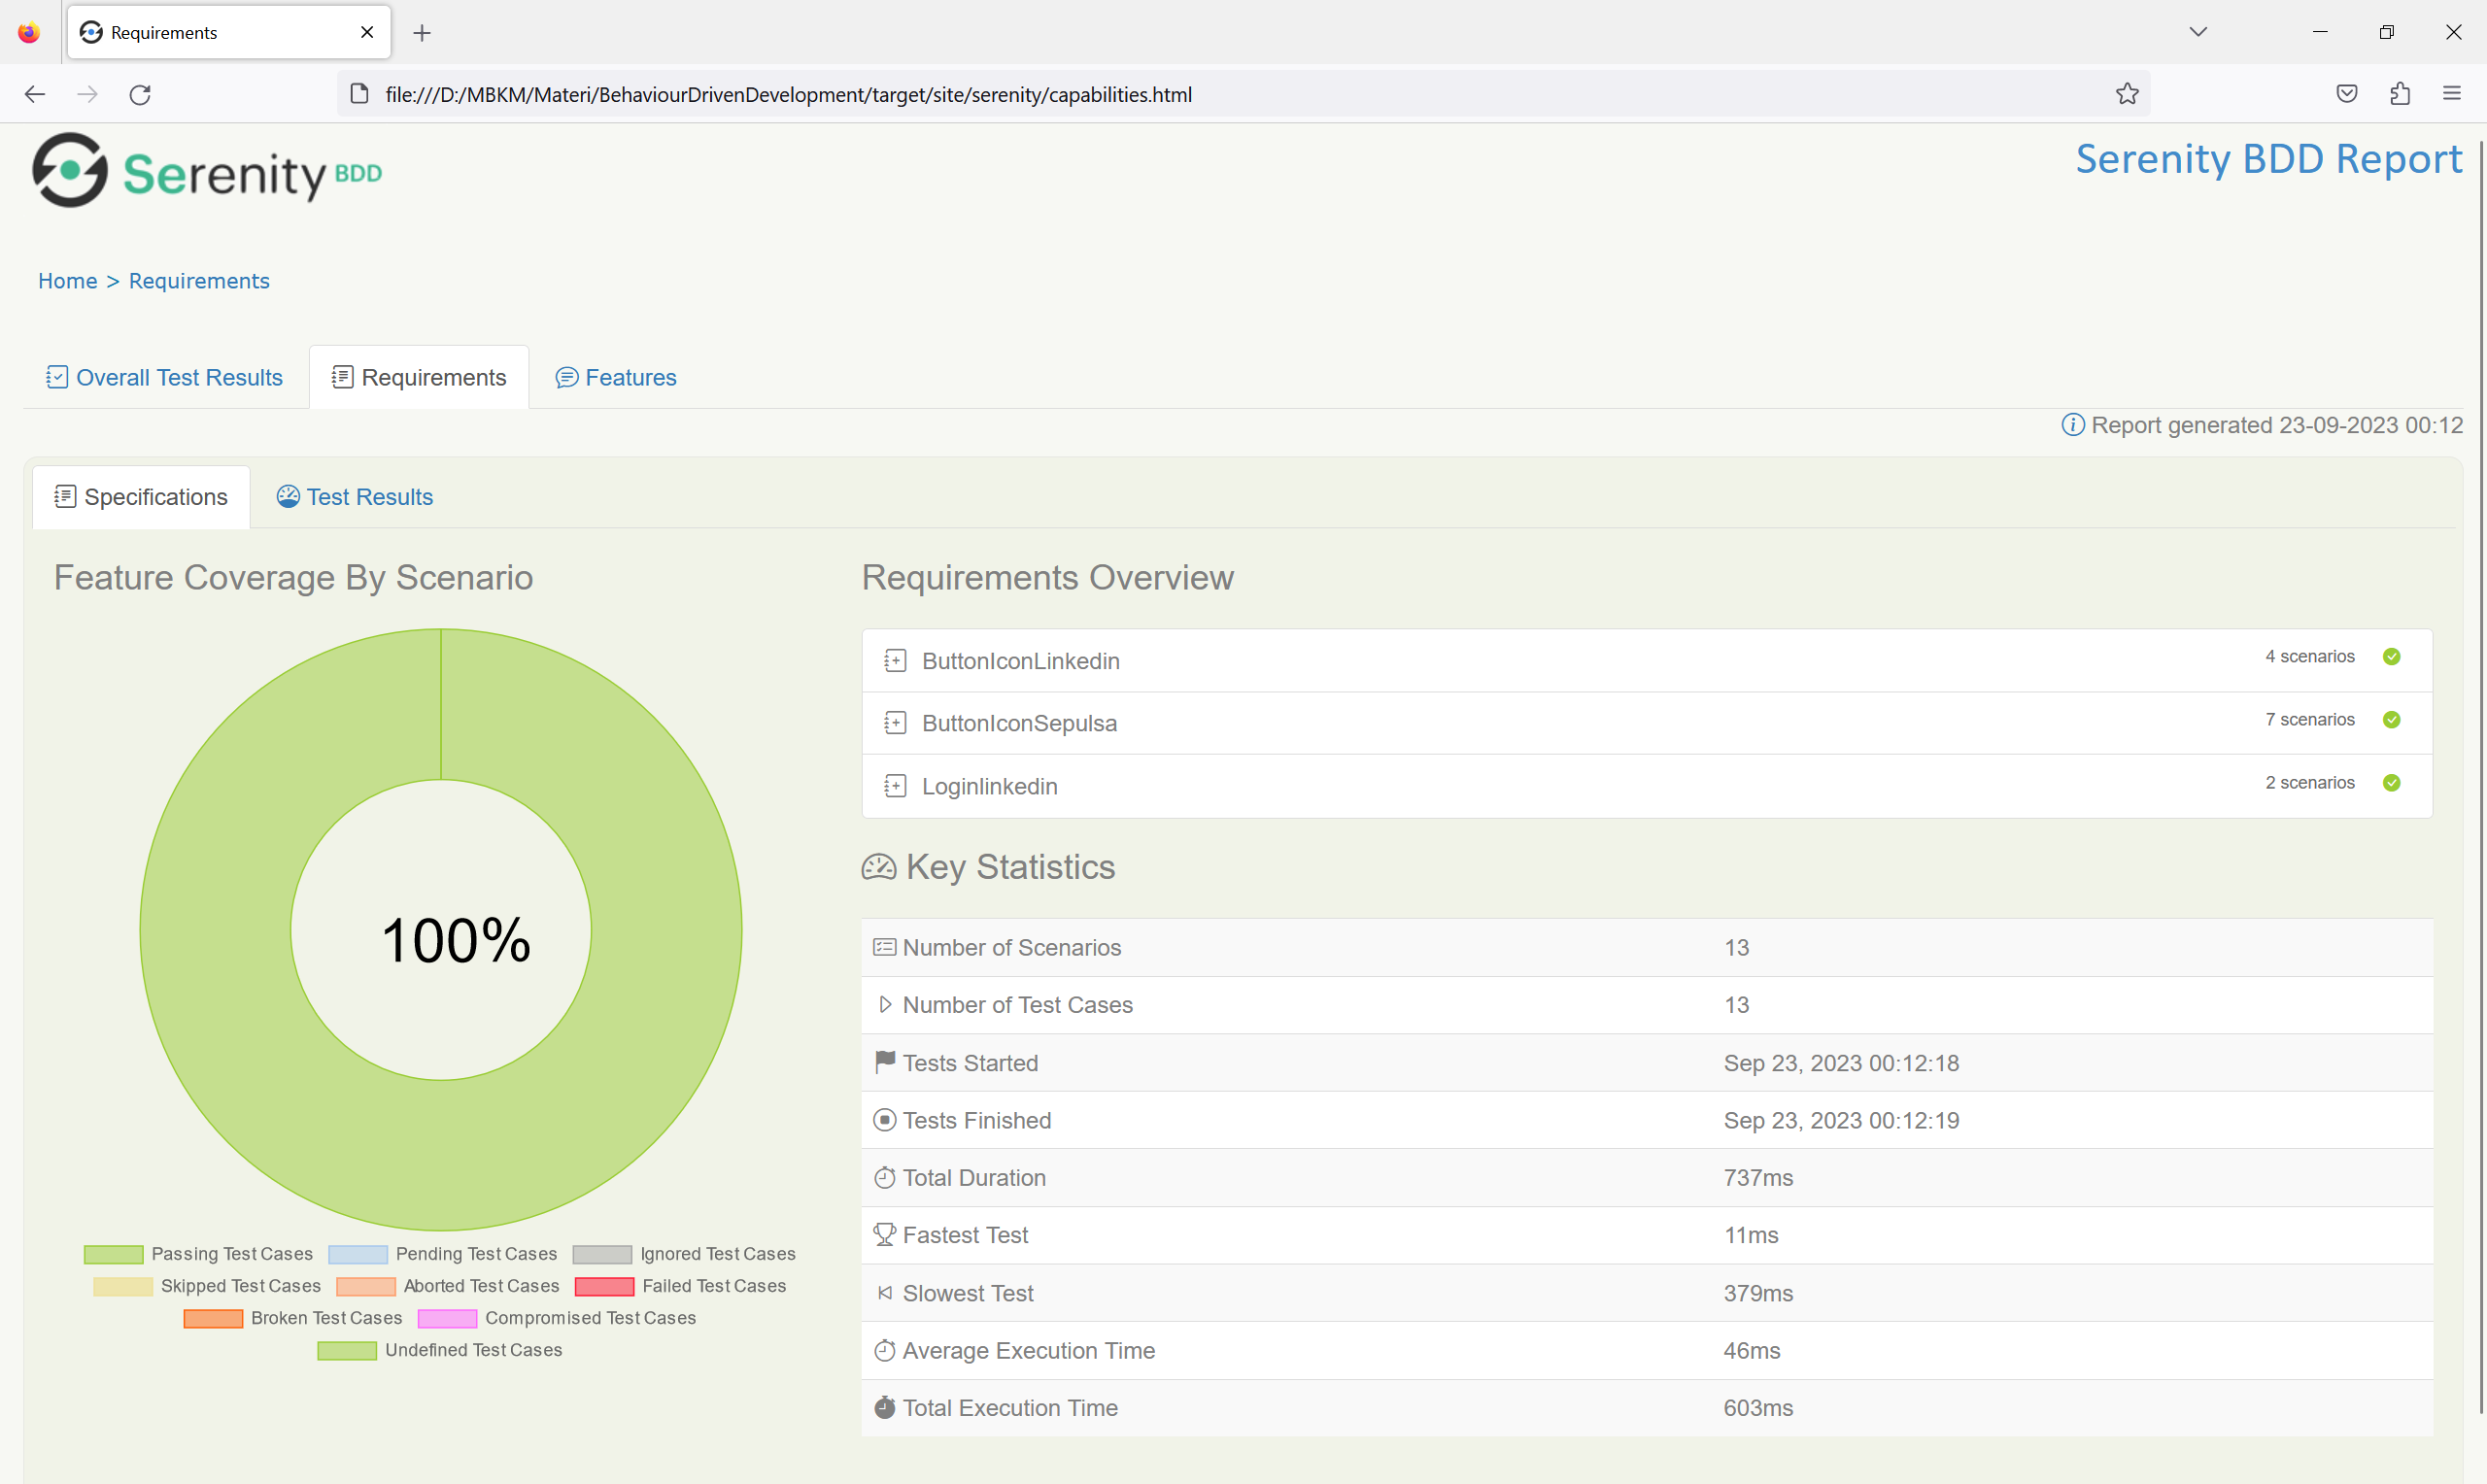 Requirements
file:///D:/MBKM/Materi/BehaviourDrivenDevelopment/target/site/serenity/capabilities.html
Serenity BDD
Serenity BDD Report
Home > Requirements
Overall Test Results Requirements Features
Report generated 23-09-2023 00:12
Specifications Test Results
Feature Coverage By Scenario
100%
Passing Test Cases Pending Test Cases Ignored Test Cases
Skipped Test Cases Aborted Test Cases Failed Test Cases
Broken Test Cases Compromised Test Cases
Undefined Test Cases
Requirements Overview
ButtonIconLinkedin 4 scenarios
ButtonIconSepulsa 7 scenarios
Loginlinkedin 2 scenarios
Key Statistics
Number of Scenarios 13
Number of Test Cases 13
Tests Started Sep 23, 2023 00:12:18
Tests Finished Sep 23, 2023 00:12:19
Total Duration 737ms
Fastest Test 11ms
Slowest Test 379ms
Average Execution Time 46ms
Total Execution Time 603ms